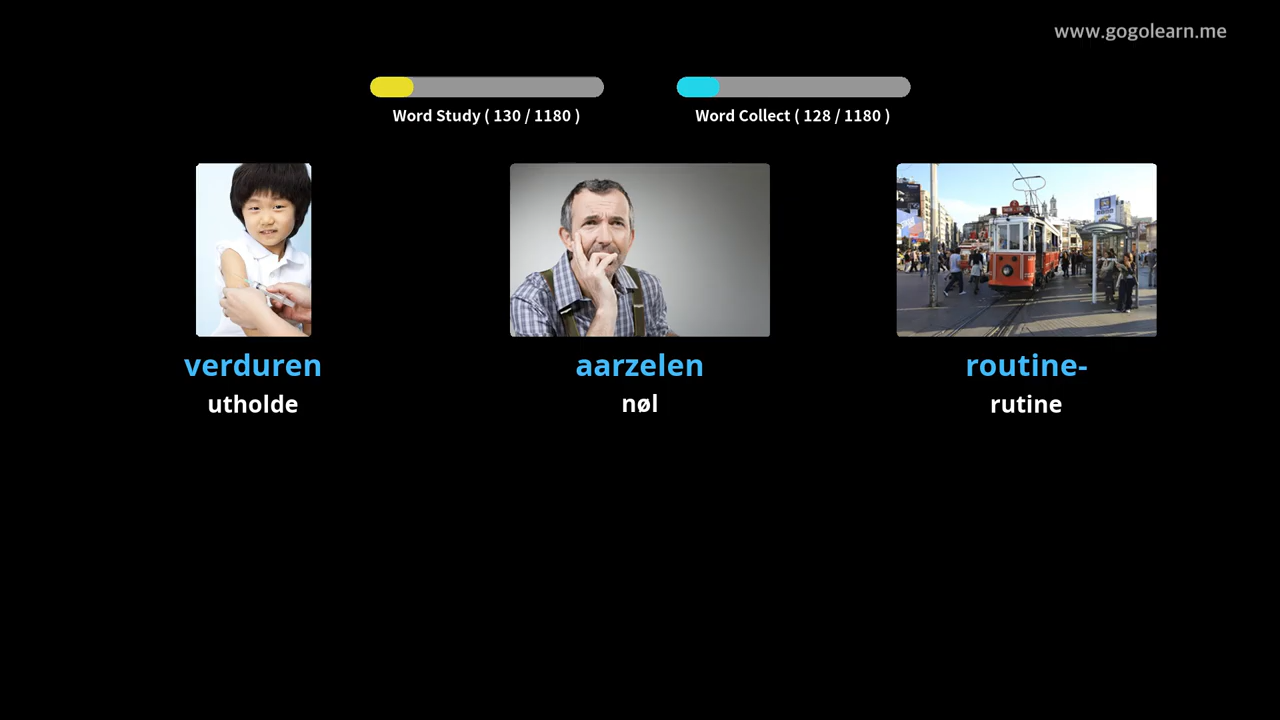 www.gogolearn.me
Word Study ( 130 / 1180 )
Word Collect ( 128 / 1180 )
verduren
utholde
aarzelen
nøl
routine-
rutine